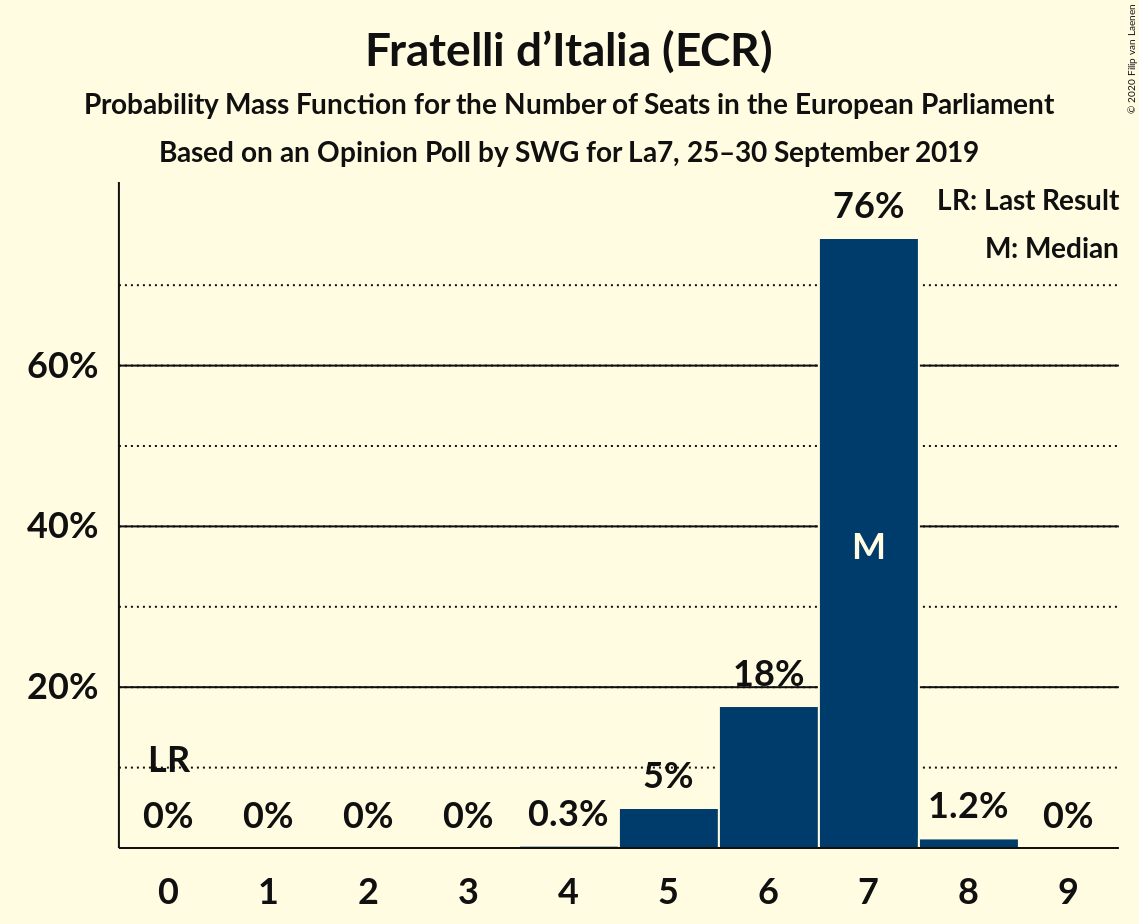 Fratelli d’Italia (ECR)
Probability Mass Function for the Number of Seats in the European Parliament
Based on an Opinion Poll by SWG for La7, 25–30 September 2019
© 2020 Filip van Laenen
LR: Last Result
M: Median
76%
60%
40%
M
20%
18%
LR
5%
0%
0%
0%
0%
0.3%
1.2%
0%
0
1
2
3
4
5
6
7
8
9